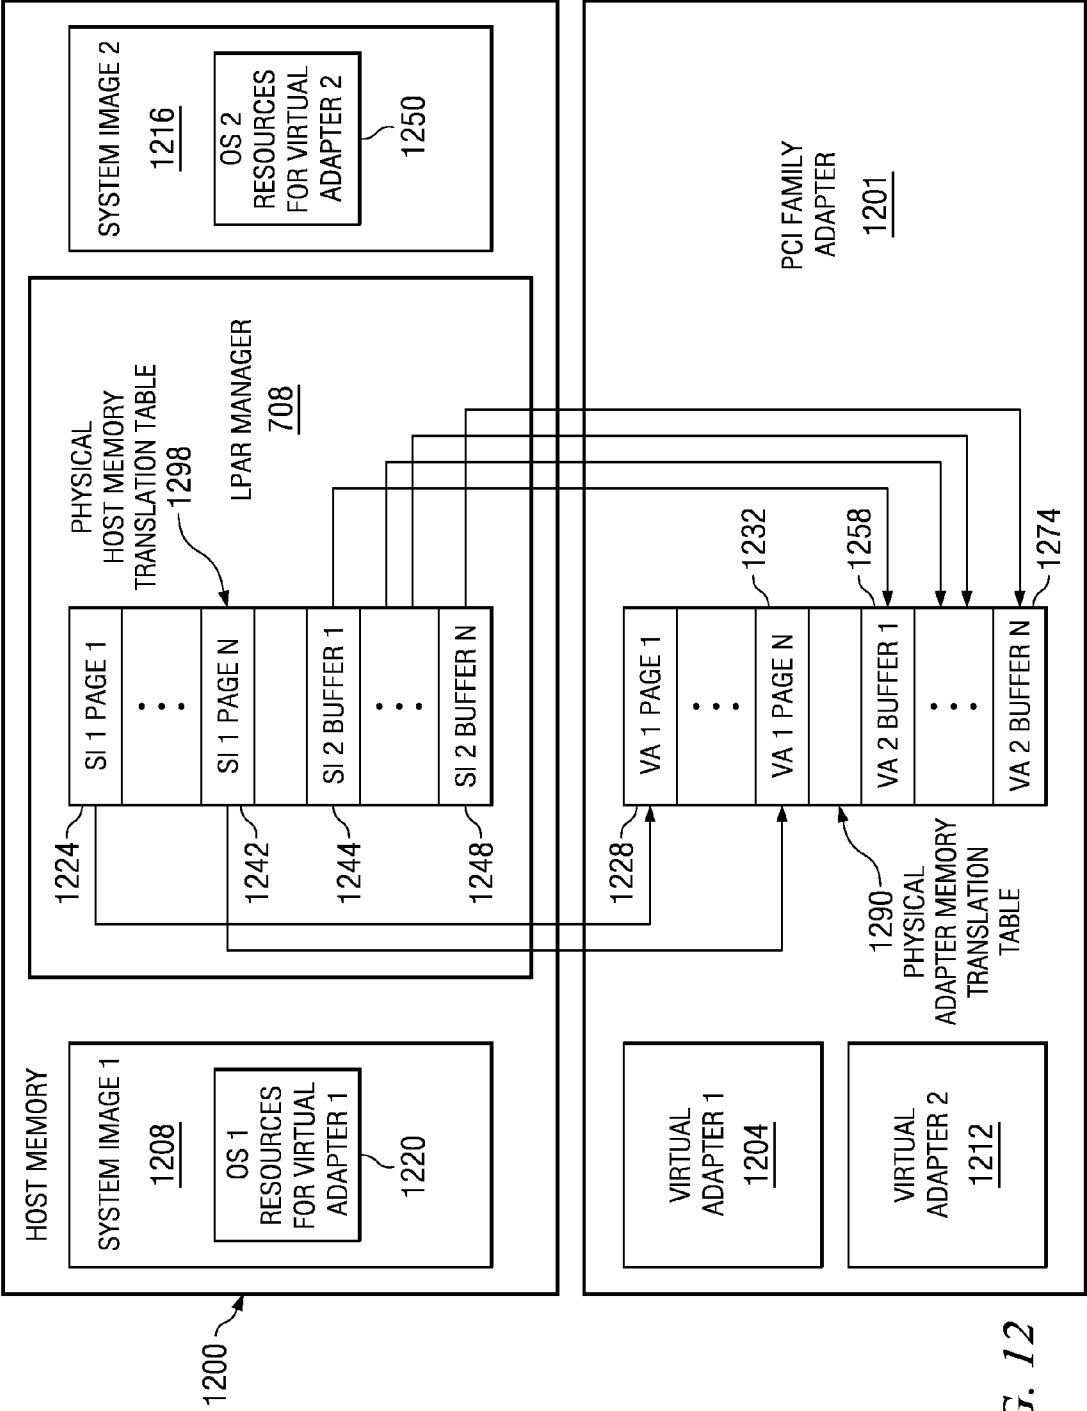 HOST MEMORY
1200
SYSTEM IMAGE 1
1208
OS 1
RESOURCES
FOR VIRTUAL
ADAPTER 1
1220
PHYSICAL
HOST MEMORY
TRANSLATION TABLE
1298
LPAR MANAGER
708
1224
SI 1 PAGE 1
1242
SI 1 PAGE N
1244
SI 2 BUFFER 1
1248
SI 2 BUFFER N
SYSTEM IMAGE 2
1216
OS 2
RESOURCES
FOR VIRTUAL
ADAPTER 2
1250
VIRTUAL
ADAPTER 1
1204
VIRTUAL
ADAPTER 2
1212
1228
VA 1 PAGE 1
VA 1 PAGE N
1232
VA 2 BUFFER 1
1258
VA 2 BUFFER N
1274
1290
PHYSICAL
ADAPTER MEMORY
TRANSLATION
TABLE
PCI FAMILY
ADAPTER
1201
G. 12